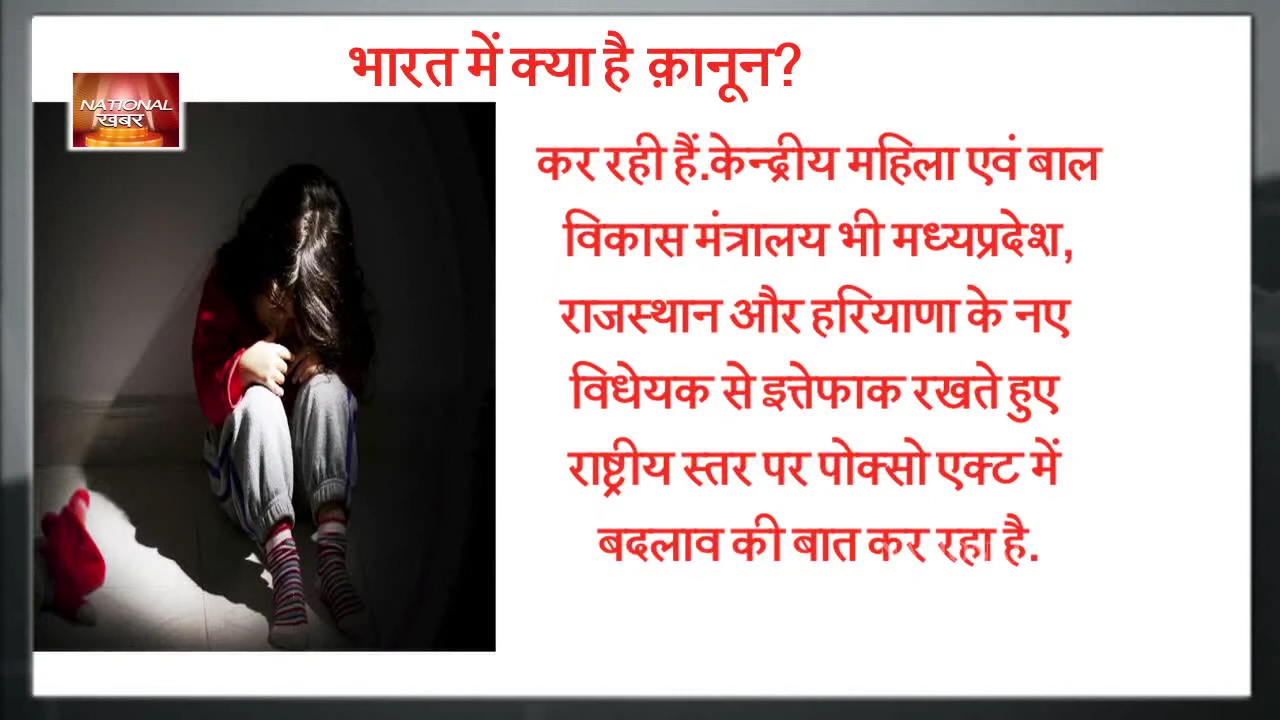 भारत में क्या है क़ानून?
NATIONAL
खबर
कर रही हैं.केन्द्रीय महिला एवं बाल
विकास मंत्रालय भी मध्यप्रदेश,
राजस्थान और हरियाणा के नए
विधेयक से इत्तेफाक रखते हुए
राष्ट्रीय स्तर पर पोक्सो एक्ट में
बदलाव की बात कर रहा है.